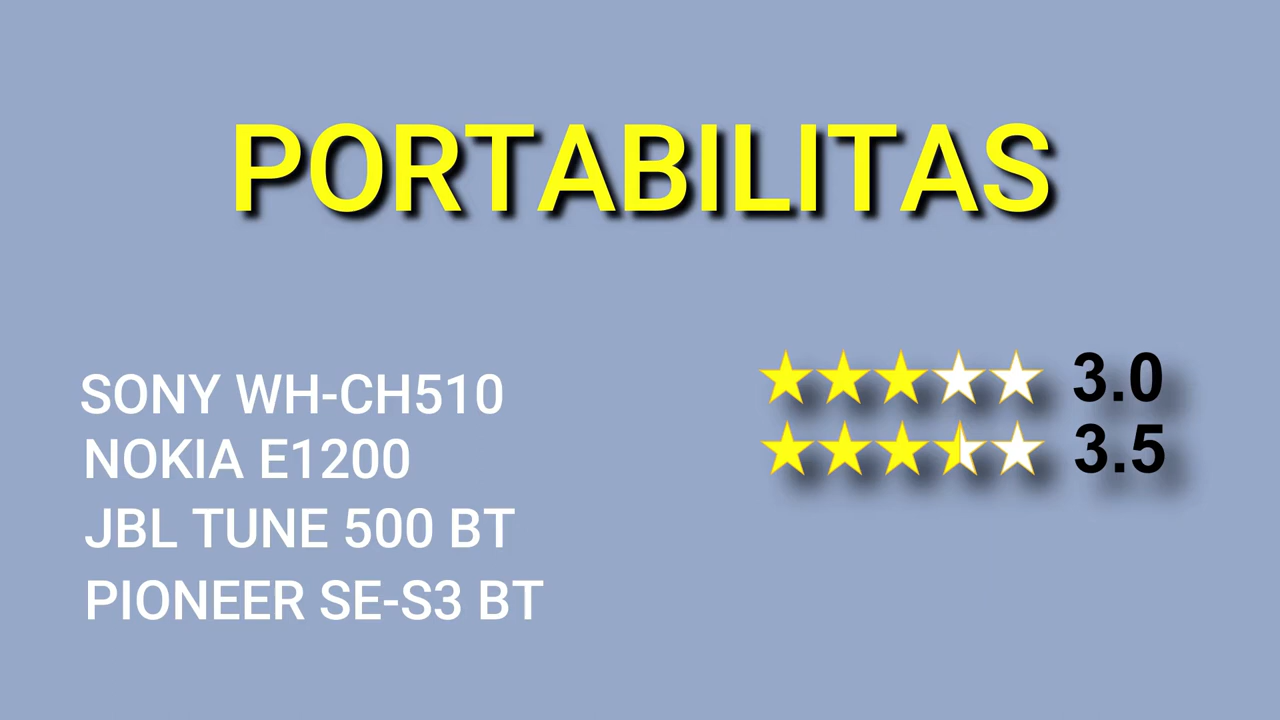 PORTABILITAS
SONY WH-CH510 3.0
NOKIA E1200 3.5
JBL TUNE 500 BT
PIONEER SE-S3 BT